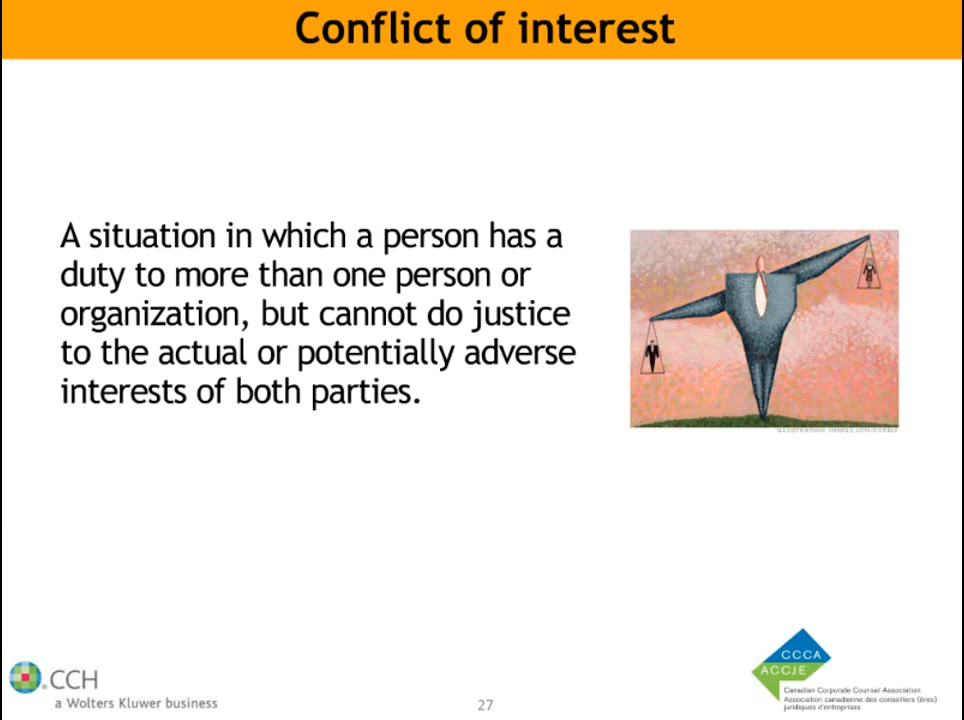 Conflict of interest
A situation in which a person has a
duty to more than one person or
organization, but cannot do justice
to the actual or potentially adverse
interests of both parties.
CCH
a Wolters Kluwer business
27
CCCA
ACCJE
Canadian Corporate Counsel Association
Association canadienne des conseillers (ères)
juridiques d'entreprises